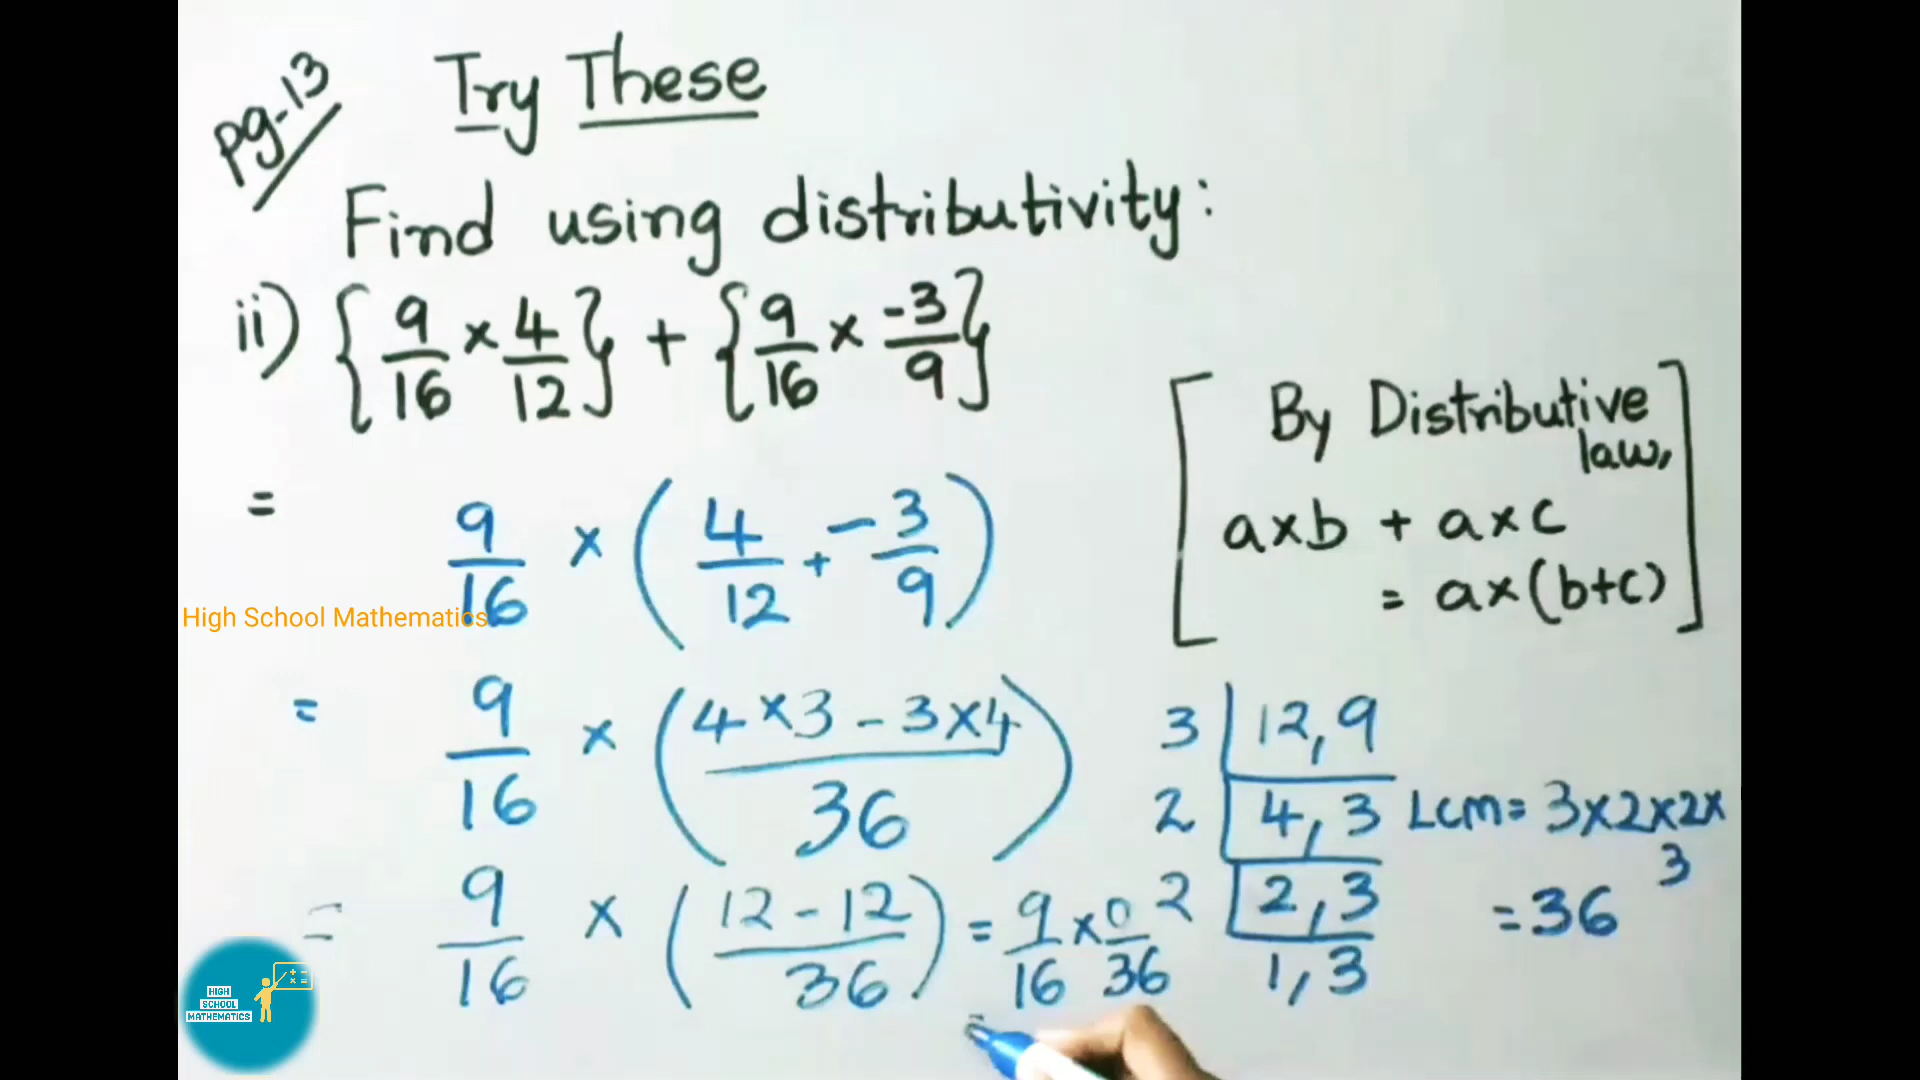 pg-13
Try These
Find using distributivity:
ii) {9/16 × 4/12} + {9/16 × -3/9}
[By Distributive
law,
a×b + a×c
= a×(b+c)]
= 9/16 × (4/12 + -3/9)
High School Mathematics
= 9/16 × (4×3 - 3×4 / 36)
3 | 12, 9
2 | 4, 3
2 | 2, 3
1, 3
Lcm = 3×2×2×
3
= 36
= 9/16 × (12 - 12 / 36) = 9/16 × 0/36
=
HIGH
SCHOOL
MATHEMATICS